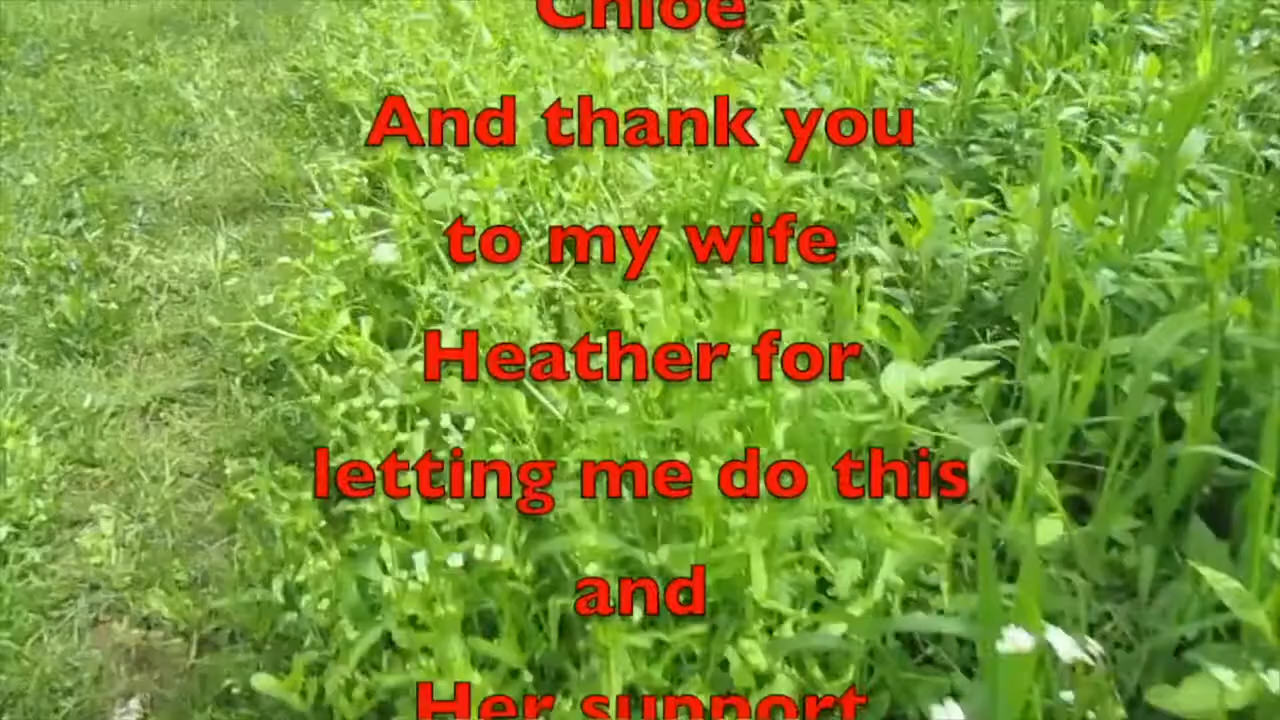 Chloe
And thank you
to my wife
Heather for
letting me do this
and
Her support